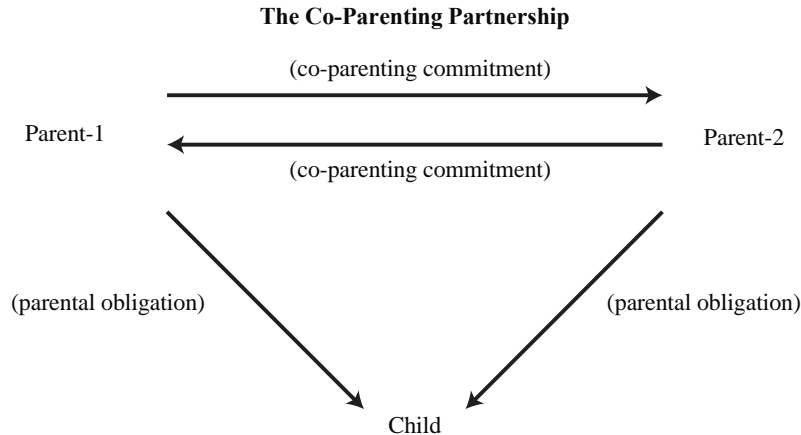 The Co-Parenting Partnership
(co-parenting commitment)
Parent-1
Parent-2
(co-parenting commitment)
(parental obligation)
(parental obligation)
Child